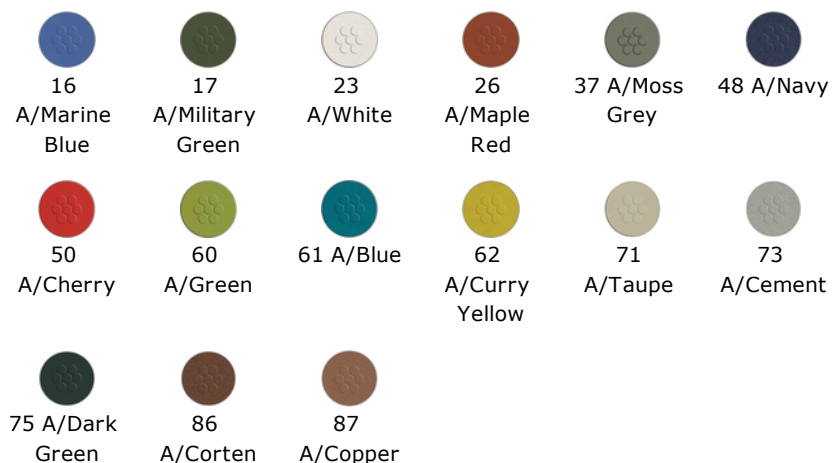 16
A/Marine
Blue
17
A/Military
Green
23
A/White
26
A/Maple
Red
37 A/Moss
Grey
48 A/Navy
50
A/Cherry
60
A/Green
61 A/Blue
62
A/Curry
Yellow
71
A/Taupe
73
A/Cement
75 A/Dark
Green
86
A/Corten
87
A/Copper